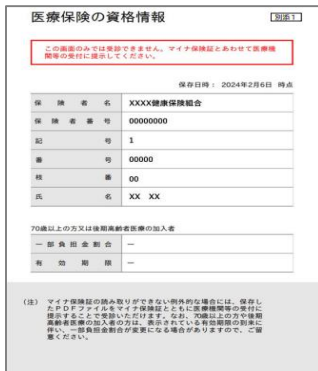 医療保険の資格情報
別添1
この画面のみでは受診できません。マイナ保険証とあわせて医療機
関等の受付に提示してください。
保存日時： 2024年2月6日 時点
保険者名 XXXX健康保険組合
保険者番号 00000000
記号 1
番号 00000
枝番 00
氏名 XX XX
70歳以上の方又は後期高齢者医療の加入者
一部負担金割合 －
有効期限 －
(注) マイナ保険証の読み取りができない例外的な場合には、保存し
たPDFファイルをマイナ保険証とともに医療機関等の受付に
提示することで受診いただけます。なお、70歳以上の方や後期
高齢者医療の加入者の方は、表示されている有効期限の到来に
伴い、一部負担金割合が変更になる場合がありますので、ご留
意ください。